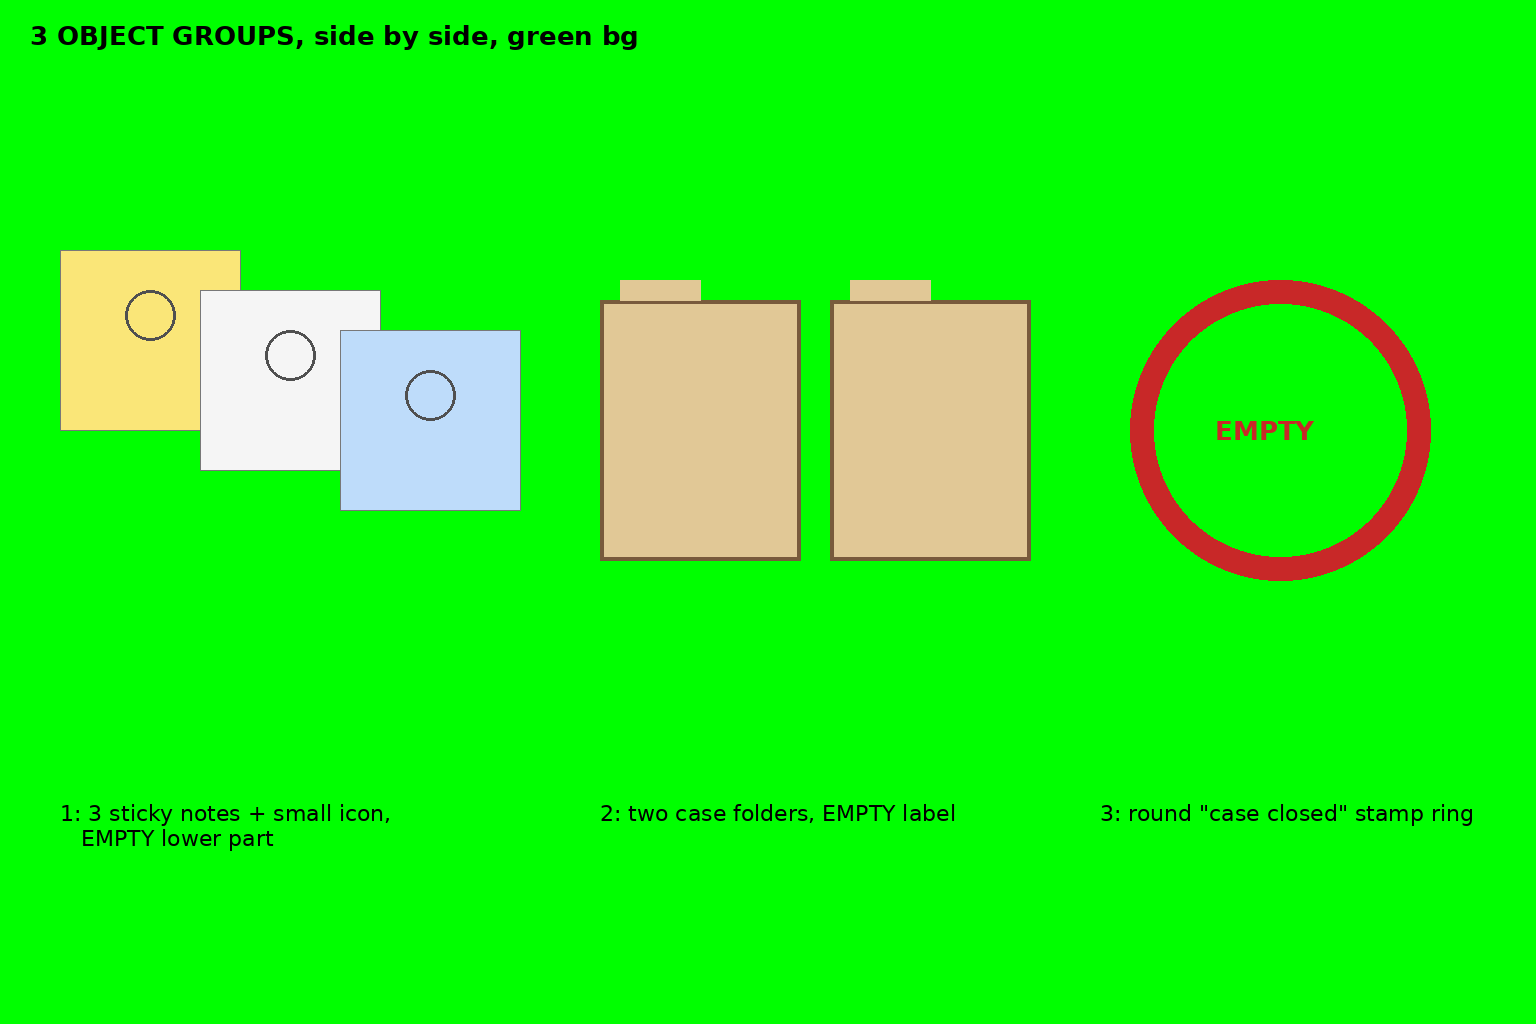 3 OBJECT GROUPS, side by side, green bg
EMPTY
1: 3 sticky notes + small icon,
EMPTY lower part
2: two case folders, EMPTY label
3: round "case closed" stamp ring